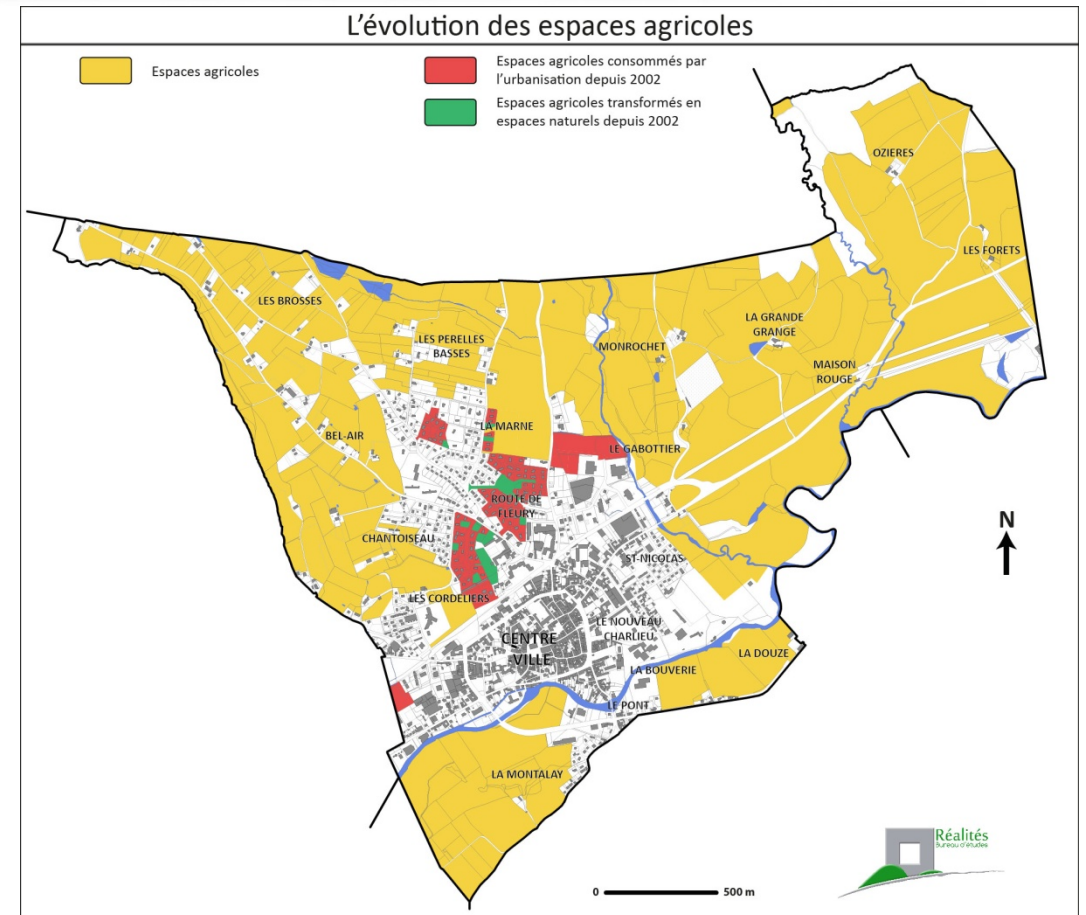 L’évolution des espaces agricoles
Espaces agricoles
Espaces agricoles consommés par
l’urbanisation depuis 2002
Espaces agricoles transformés en
espaces naturels depuis 2002
OZIERES
LES FORETS
LES BROSSES
LA GRANDE
GRANGE
LES PERELLES
BASSES
MONROCHET
MAISON
ROUGE
LA MARNE
BEL-AIR
LE GABOTTIER
ROUTE DE
FLEURY
N
CHANTOISEAU
ST-NICOLAS
LES CORDELIERS
LE NOUVEAU
CHARLIEU
CENTRE
VILLE
LA DOUZE
LA BOUVERIE
LE PONT
LA MONTALAY
Réalités
Bureau d'études
0 500 m